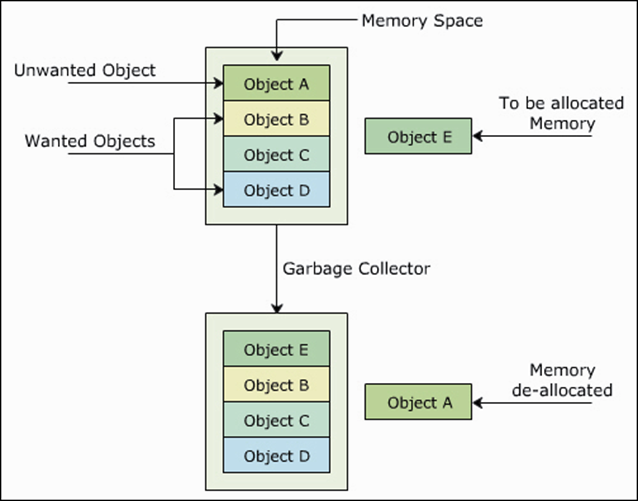 Memory Space
Unwanted Object
Object A
Object B
To be allocated
Memory
Object E
Wanted Objects
Object C
Object D
Garbage Collector
Object E
Object B
Memory
de-allocated
Object A
Object C
Object D